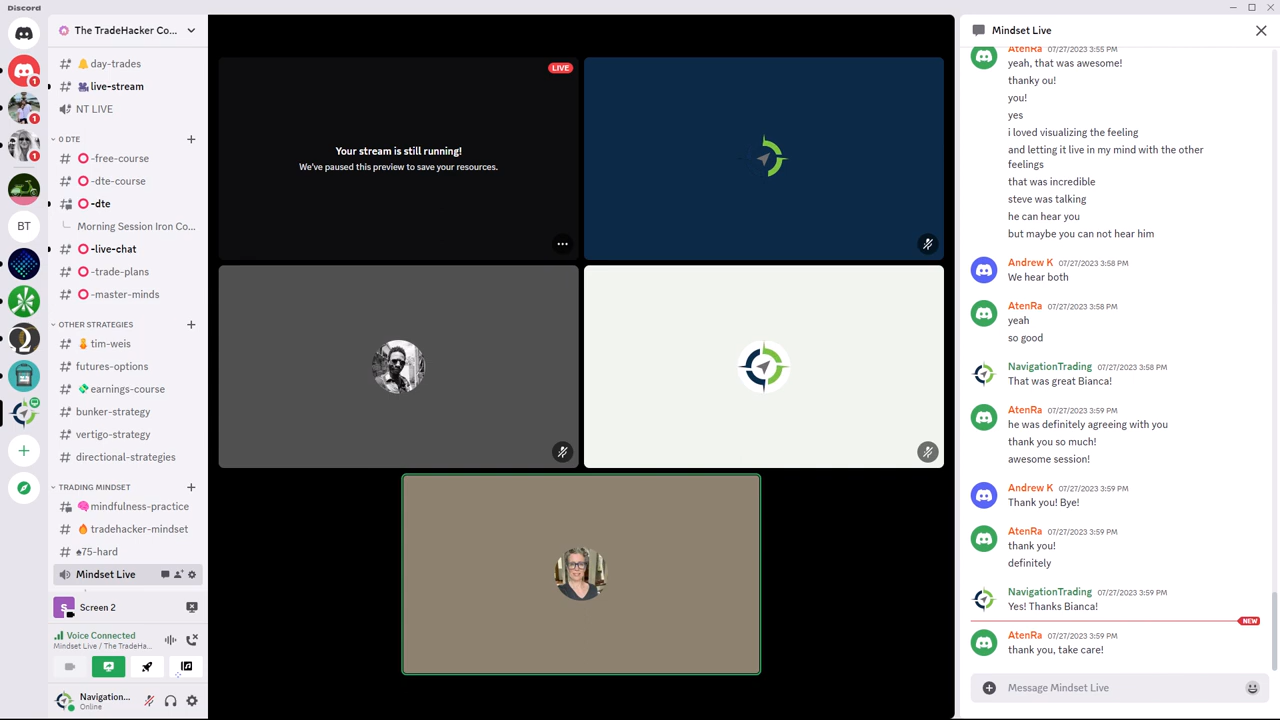 Discord
The TradeHacker Co...
day-trades
live-stream
NT LIVE
0 DTE
-free-course
-dte-course
-dte
Morning Session Iron Co...
-live-chat
-trade-plans
-master-minds
OTHER STRATEGIES
tim-weis
futures-options
earnings-course
bunker-strategy
vertigo-strategy
directional-strategies
TRADING MINDSET
mindfulness-practice
tradehacker-mindset
75-hard
Mindset Live
S
Screen 2
Voice Connected
Mindset Live / The TradeHa...
Navigation...
Online
1
1
1
BT
2
LIVE
Your stream is still running!
We've paused this preview to save your resources.
Mindset Live
AtenRa 07/27/2023 3:55 PM
yeah, that was awesome!
thanky ou!
you!
yes
i loved visualizing the feeling
and letting it live in my mind with the other
feelings
that was incredible
steve was talking
he can hear you
but maybe you can not hear him
Andrew K 07/27/2023 3:58 PM
We hear both
AtenRa 07/27/2023 3:58 PM
yeah
so good
NavigationTrading 07/27/2023 3:58 PM
That was great Bianca!
AtenRa 07/27/2023 3:59 PM
he was definitely agreeing with you
thank you so much!
awesome session!
Andrew K 07/27/2023 3:59 PM
Thank you! Bye!
AtenRa 07/27/2023 3:59 PM
thank you!
definitely
NavigationTrading 07/27/2023 3:59 PM
Yes! Thanks Bianca!
NEW
AtenRa 07/27/2023 3:59 PM
thank you, take care!
Message Mindset Live